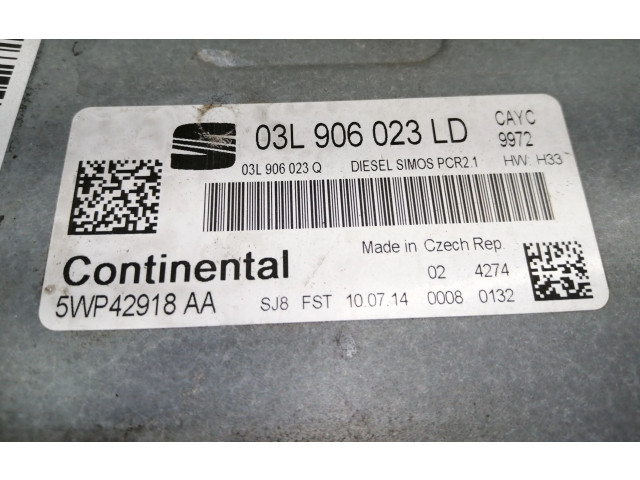 03L 906 023 LD CAYC
9972
03L 906 023 Q DIESEL SIMOS PCR2.1 HW: H33
Continental Made in Czech Rep.
02 4274
5WP42918 AA SJ8 FST 10.07.14 0008 0132